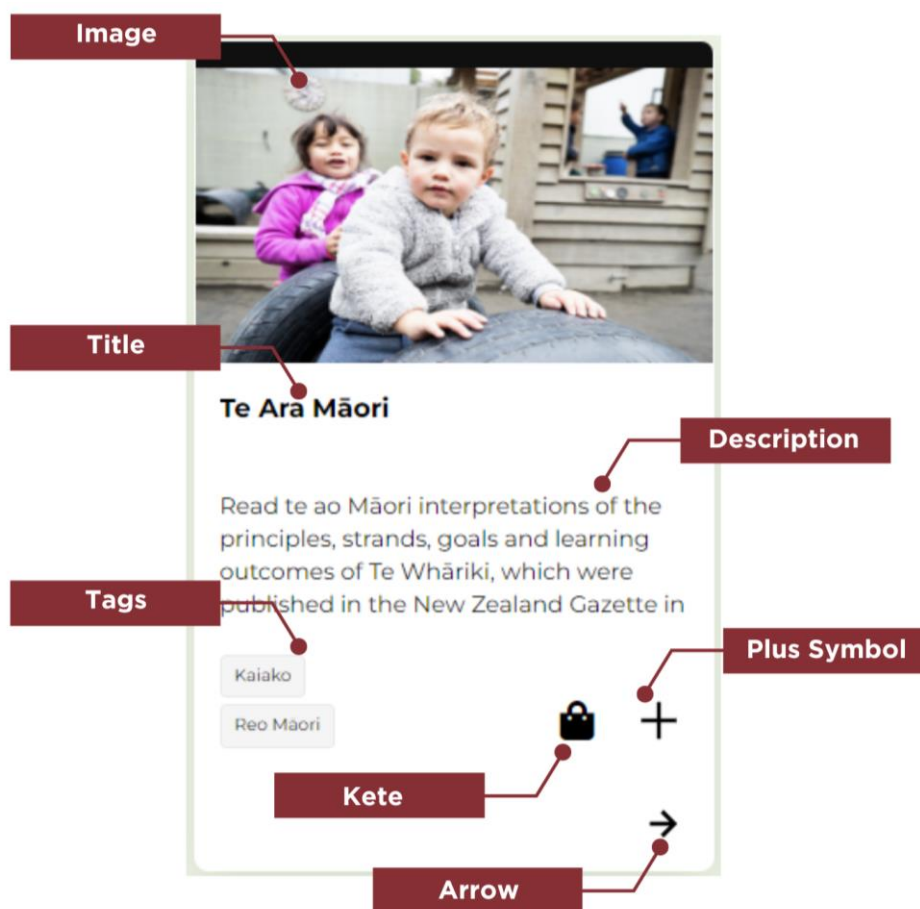 Image
Title
Te Ara Māori
Description
Read te ao Māori interpretations of the
principles, strands, goals and learning
outcomes of Te Whāriki, which were
published in the New Zealand Gazette in
Tags
Plus Symbol
Kaiako
Reo Māori
Kete
Arrow